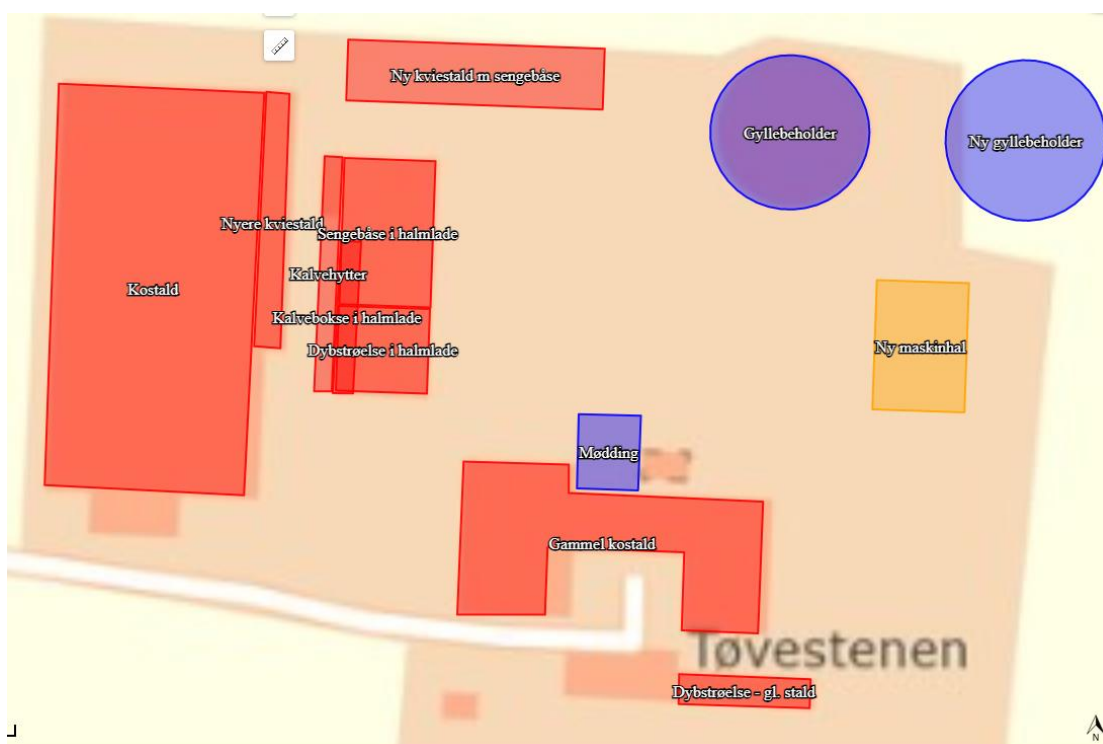 Ny kviestald m sengebåse
Gyllebeholder
Ny gyllebeholder
Nyere kviestald
Sengebåse i halmlade
Kalvehytter
Kostald
Kalvebokse i halmlade
Dybstrøelse i halmlade
Ny maskinhal
Mødding
Gammel kostald
Tøvestenen
Dybstrøelse - gl. stald
N